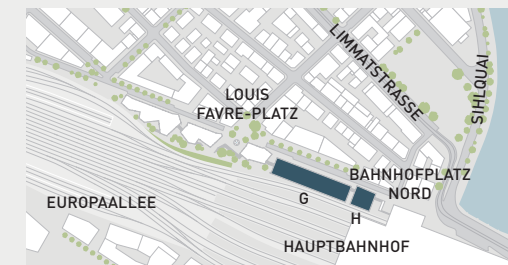 LIMMATSTRASSE
SIHLQUAI
LOUIS
FAVRE-PLATZ
BAHNHOFPLATZ
NORD
EUROPAALLEE
G
H
HAUPTBAHNHOF